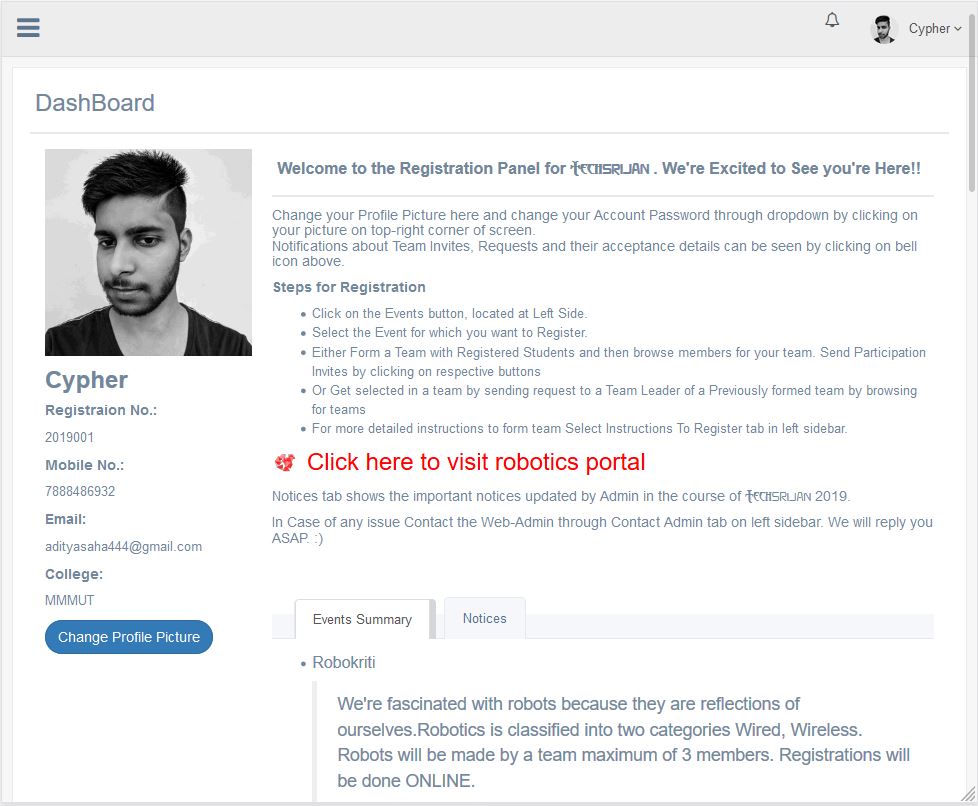 Cypher
DashBoard
Welcome to the Registration Panel for TECHSRIJAN . We're Excited to See you're Here!!
Change your Profile Picture here and change your Account Password through dropdown by clicking on
your picture on top-right corner of screen.
Notifications about Team Invites, Requests and their acceptance details can be seen by clicking on bell
icon above.
Steps for Registration
Click on the Events button, located at Left Side.
Select the Event for which you want to Register.
Either Form a Team with Registered Students and then browse members for your team. Send Participation
Invites by clicking on respective buttons
Or Get selected in a team by sending request to a Team Leader of a Previously formed team by browsing
for teams
For more detailed instructions to form team Select Instructions To Register tab in left sidebar.
Click here to visit robotics portal
Notices tab shows the important notices updated by Admin in the course of TECHSRIJAN 2019.
In Case of any issue Contact the Web-Admin through Contact Admin tab on left sidebar. We will reply you
ASAP. :)
Cypher
Registraion No.:
2019001
Mobile No.:
7888486932
Email:
adityasaha444@gmail.com
College:
MMMUT
Change Profile Picture
Events Summary
Notices
Robokriti
We're fascinated with robots because they are reflections of
ourselves.Robotics is classified into two categories Wired, Wireless.
Robots will be made by a team maximum of 3 members. Registrations will
be done ONLINE.